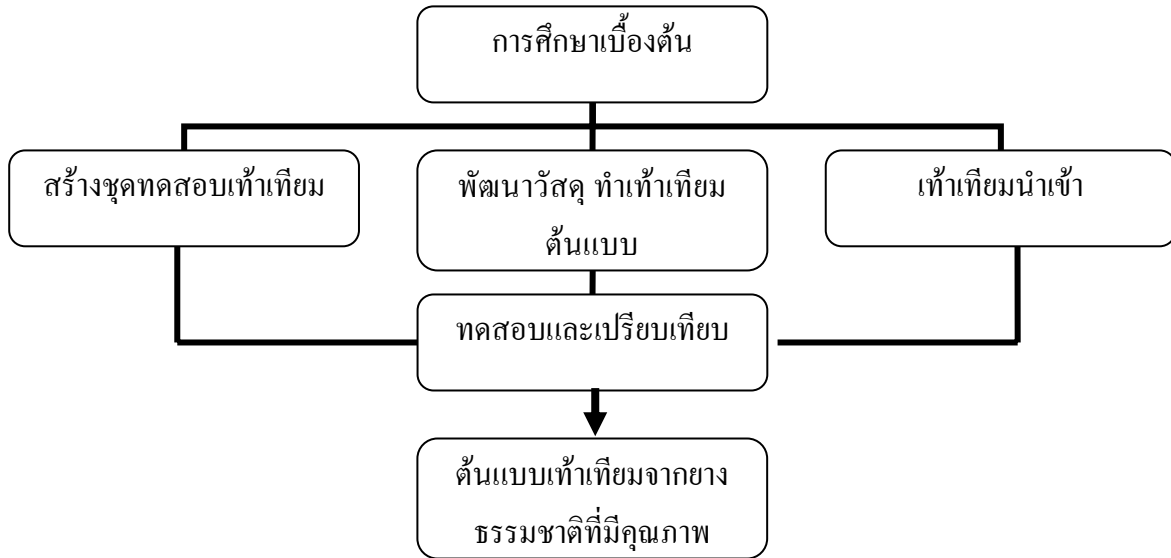 การศึกษาเบื้องต้น
สร้างชุดทดสอบเท้าเทียม
พัฒนาวัสดุ ทำเท้าเทียม
ต้นแบบ
เท้าเทียมนำเข้า
ทดสอบและเปรียบเทียบ
ต้นแบบเท้าเทียมจากยาง
ธรรมชาติที่มีคุณภาพ